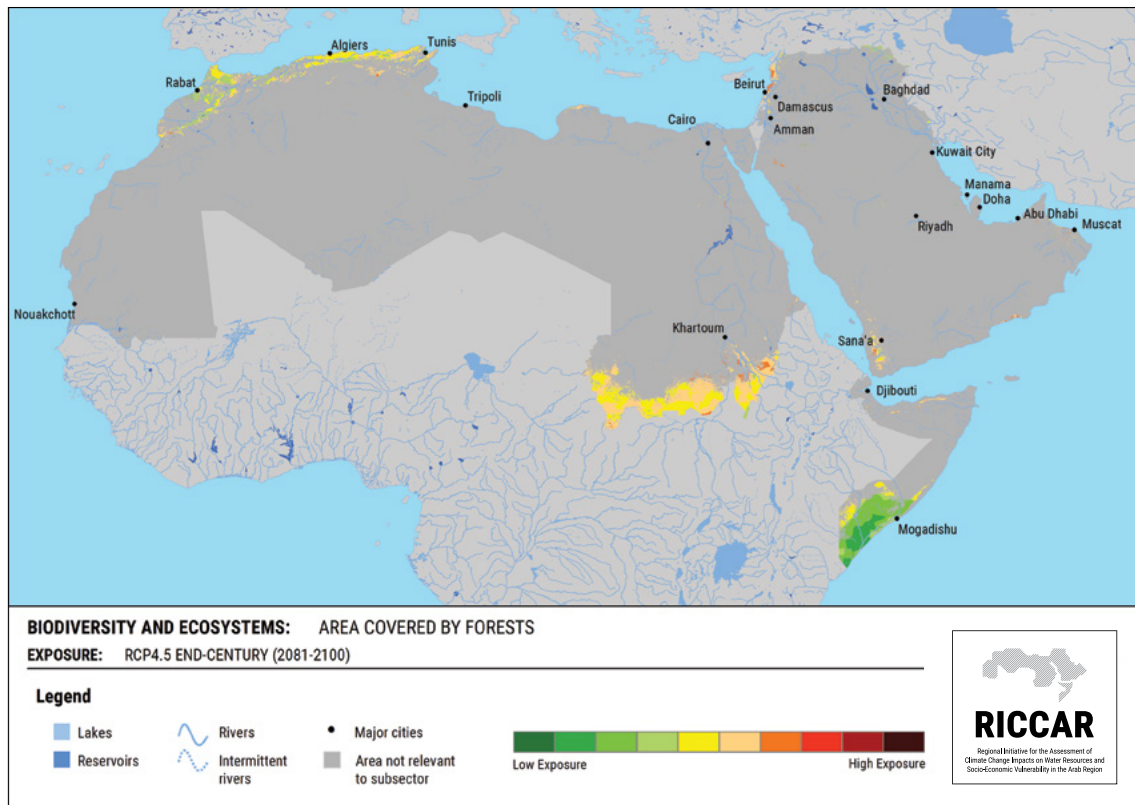 Algiers
Tunis
Rabat
Tripoli
Beirut
Damascus
Baghdad
Amman
Cairo
Kuwait City
Manama
Doha
Abu Dhabi
Muscat
Riyadh
Nouakchott
Khartoum
Sana'a
Djibouti
Mogadishu
BIODIVERSITY AND ECOSYSTEMS: AREA COVERED BY FORESTS
EXPOSURE: RCP4.5 END-CENTURY (2081-2100)
Legend
Lakes
Reservoirs
Rivers
Intermittent
rivers
Major cities
Area not relevant
to subsector
Low Exposure
High Exposure
RICCAR
Regional Initiative for the Assessment of
Climate Change Impacts on Water Resources and
Socio-Economic Vulnerability in the Arab Region